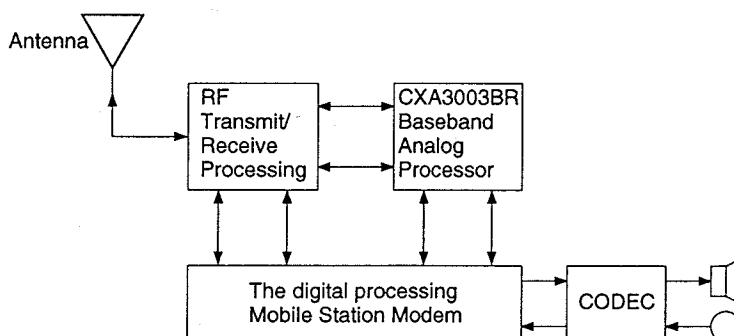 Antenna
RF
Transmit/
Receive
Processing
CXA3003BR
Baseband
Analog
Processor
The digital processing
Mobile Station Modem
CODEC